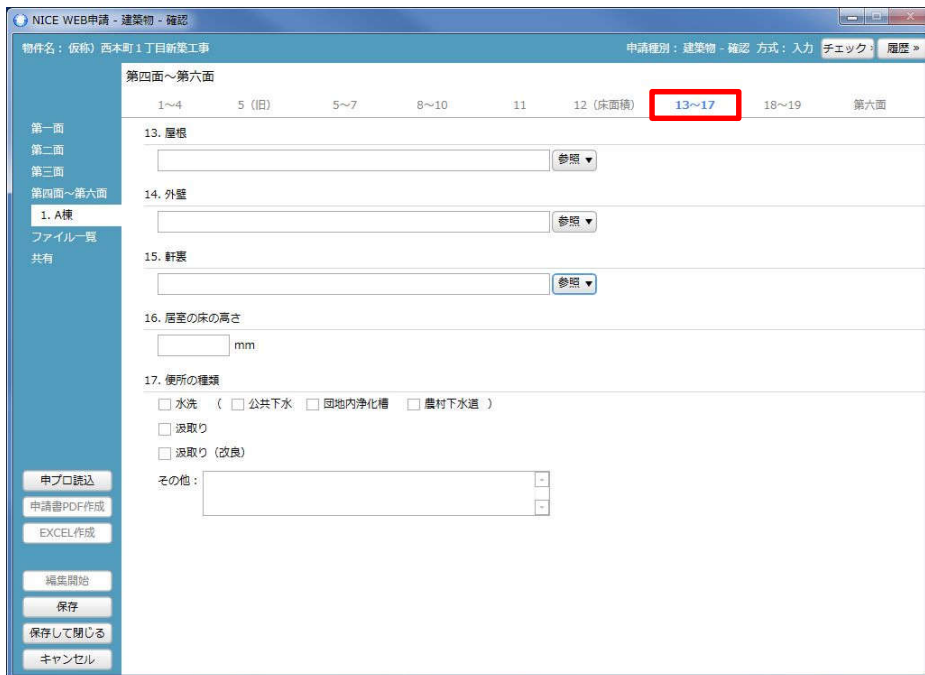 NICE WEB申請 - 建築物 - 確認
物件名：仮称）西本町１丁目新築工事 申請種別：建築物 - 確認 方式：入力 チェック » 履歴 »
第四面～第六面
1～4 5（旧） 5～7 8～10 11 12（床面積） 13～17 18～19 第六面
第一面
第二面
第三面
第四面～第六面
1. A棟
ファイル一覧
共有
13. 屋根
参照 ▼
14. 外壁
参照 ▼
15. 軒裏
参照 ▼
16. 居室の床の高さ
mm
17. 便所の種類
水洗 （ 公共下水 団地内浄化槽 農村下水道 ）
汲取り
汲取り（改良）
その他：
申プロ読込
申請書PDF作成
EXCEL作成
編集開始
保存
保存して閉じる
キャンセル